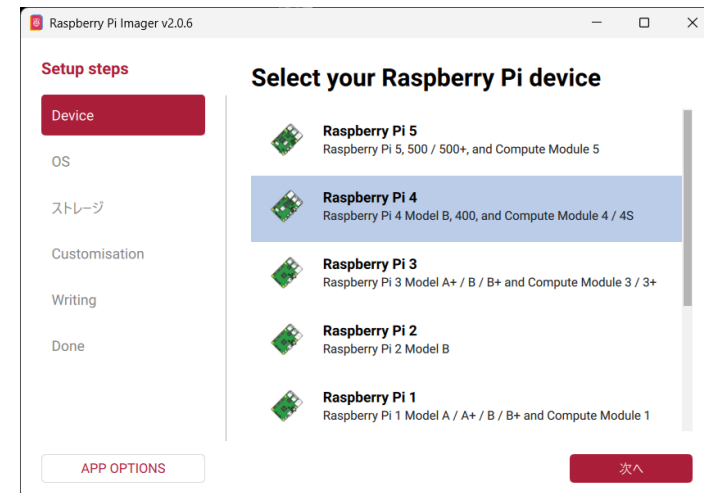 Raspberry Pi Imager v2.0.6
Setup steps
Device
OS
ストレージ
Customisation
Writing
Done
APP OPTIONS
Select your Raspberry Pi device
Raspberry Pi 5
Raspberry Pi 5, 500 / 500+, and Compute Module 5
Raspberry Pi 4
Raspberry Pi 4 Model B, 400, and Compute Module 4 / 4S
Raspberry Pi 3
Raspberry Pi 3 Model A+ / B / B+ and Compute Module 3 / 3+
Raspberry Pi 2
Raspberry Pi 2 Model B
Raspberry Pi 1
Raspberry Pi 1 Model A / A+ / B / B+ and Compute Module 1
次へ